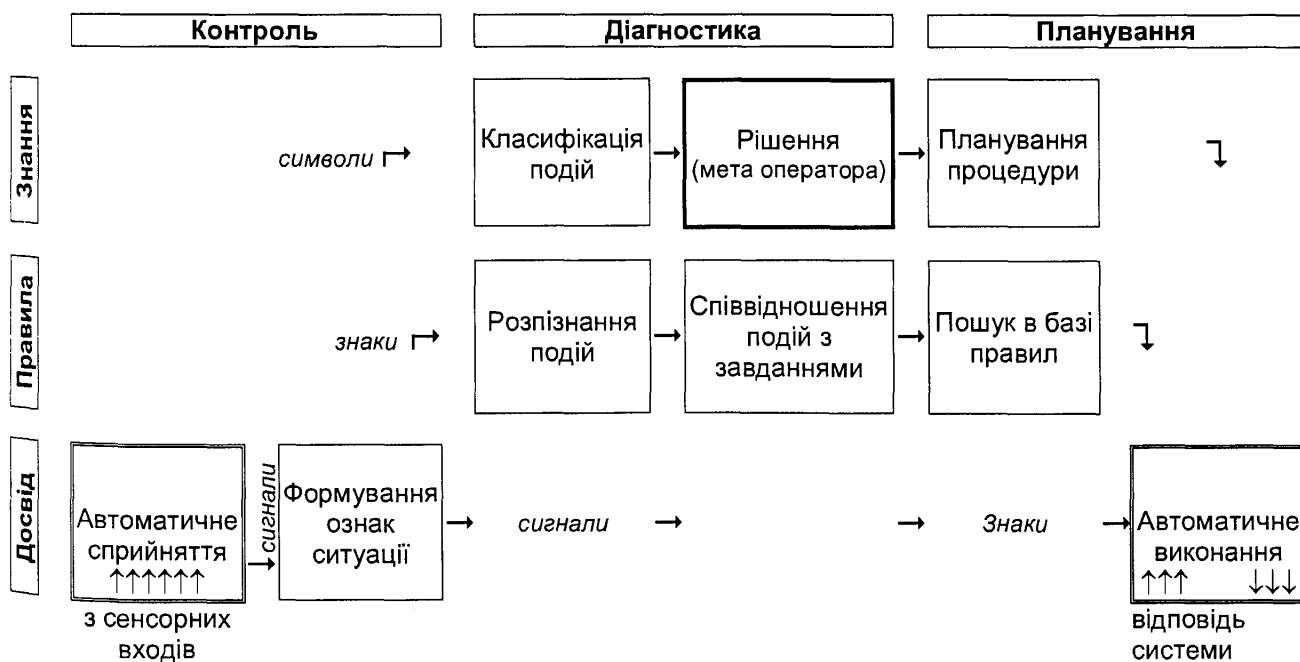 Контроль
Діагностика
Планування
Знання
символи
Класифікація
подій
Рішення
(мета оператора)
Планування
процедури
Правила
знаки
Розпізнання
подій
Співвідношення
подій з
завданнями
Пошук в базі
правил
Досвід
Автоматичне
сприйняття
з сенсорних
входів
сигнали
Формування
ознак
ситуації
сигнали
Знаки
Автоматичне
виконання
відповідь
системи